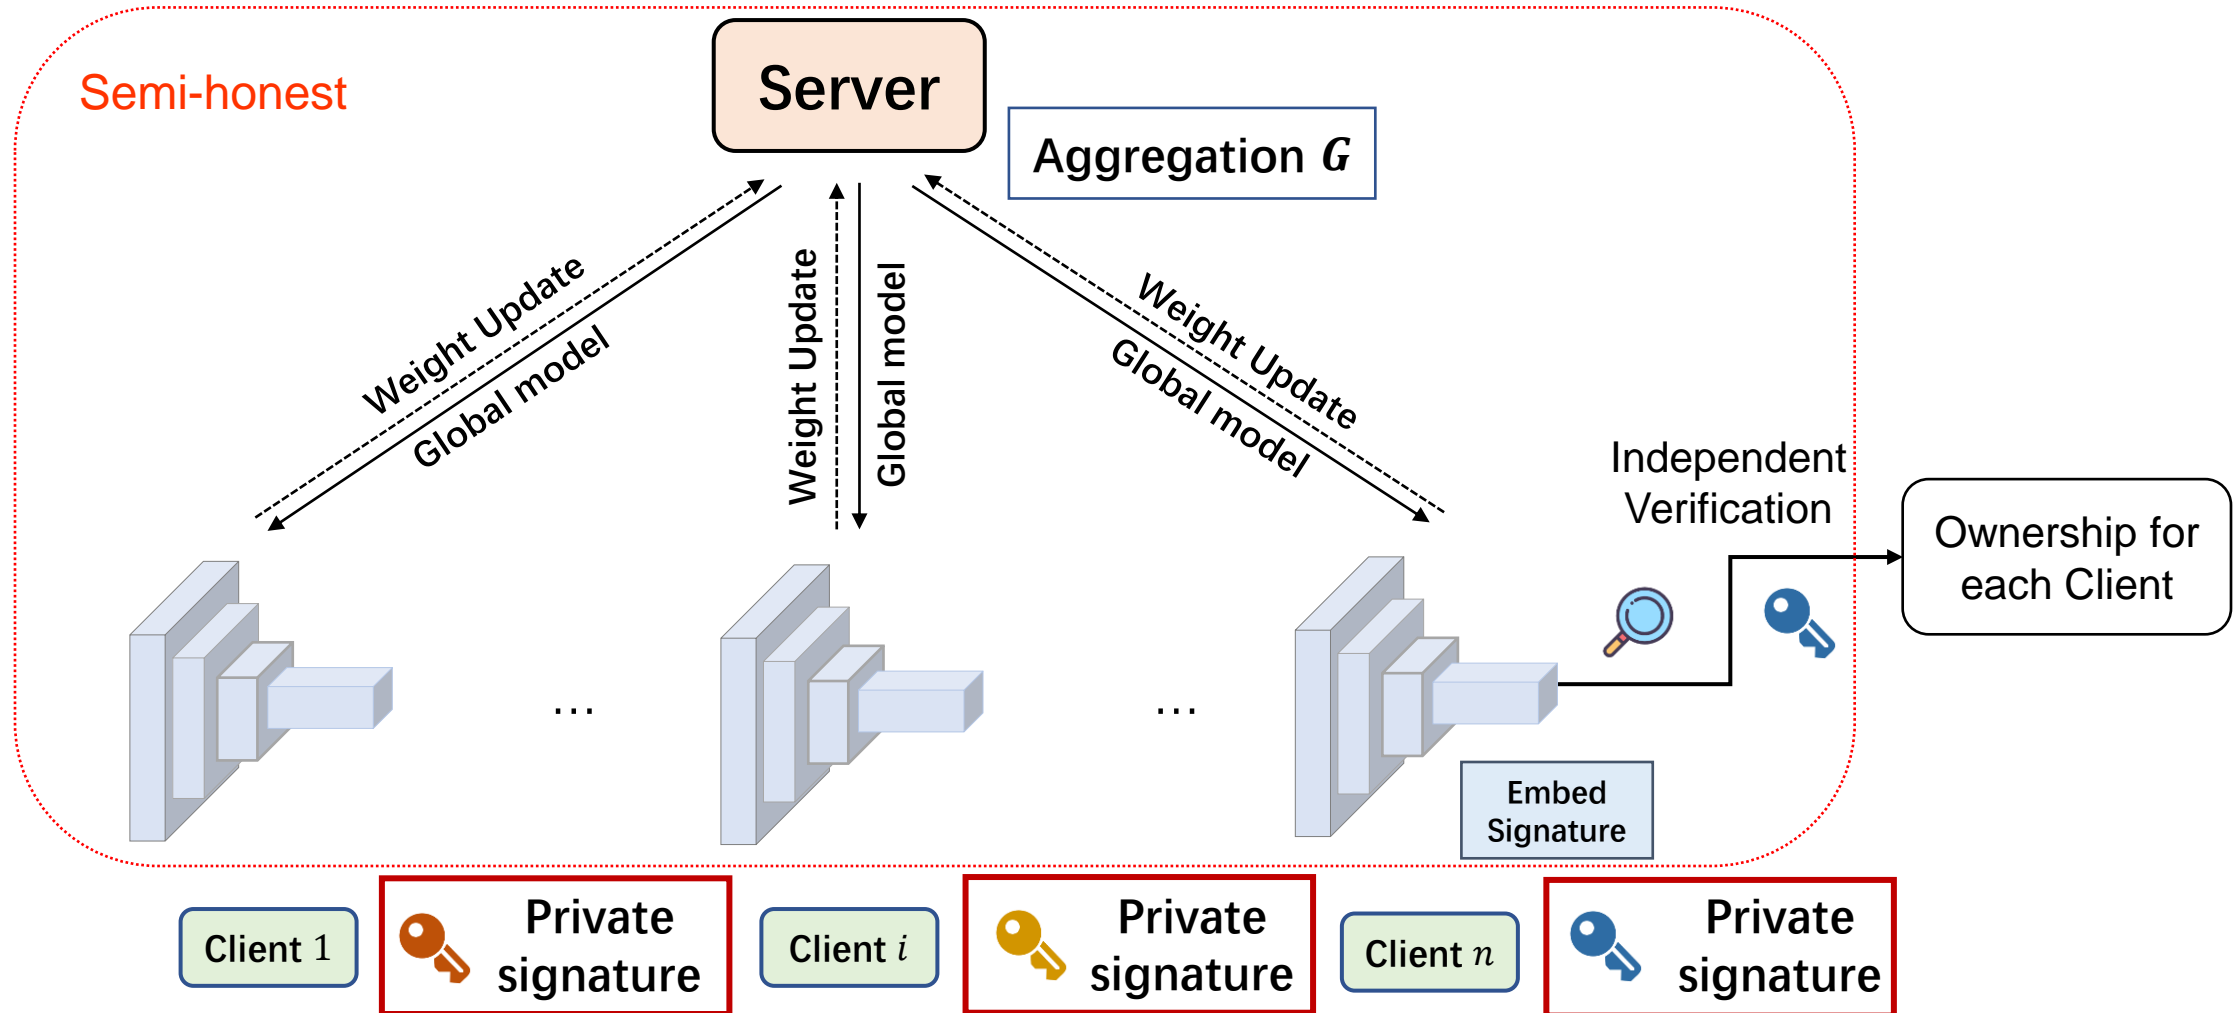 Semi-honest
Server
Aggregation G
Weight Update
Global model
Weight Update
Global model
Weight Update
Global model
Independent
Verification
Ownership for
each Client
...
...
Embed
Signature
Client 1
Private
signature
Client i
Private
signature
Client n
Private
signature